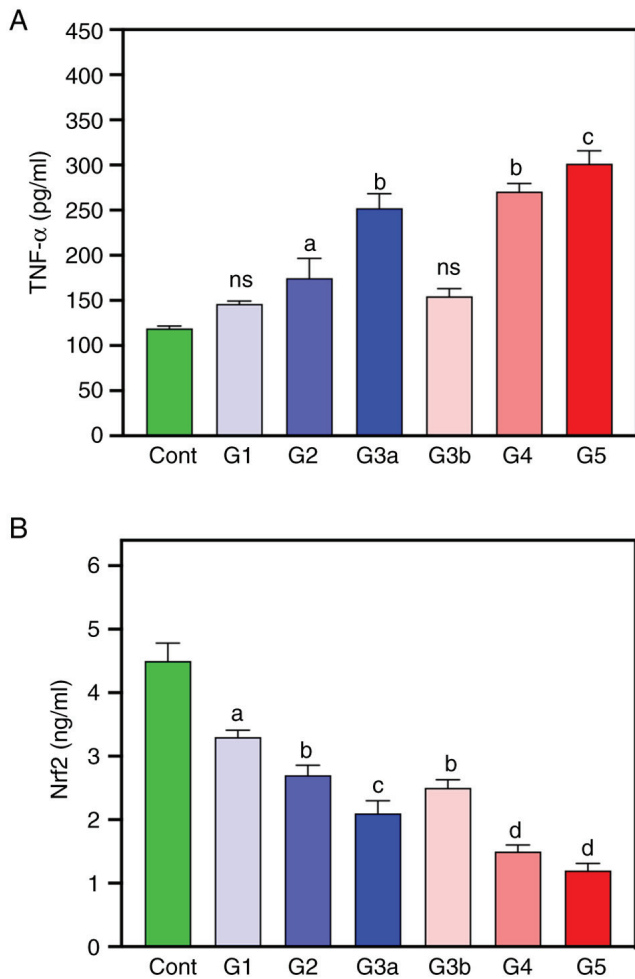 A
450
400
350
300
250
200
150
100
50
0
TNF-α (pg/ml)
ns
a
b
ns
b
c
Cont G1 G2 G3a G3b G4 G5
B
6
5
4
3
2
1
0
Nrf2 (ng/ml)
a
b
c
b
d
d
Cont G1 G2 G3a G3b G4 G5